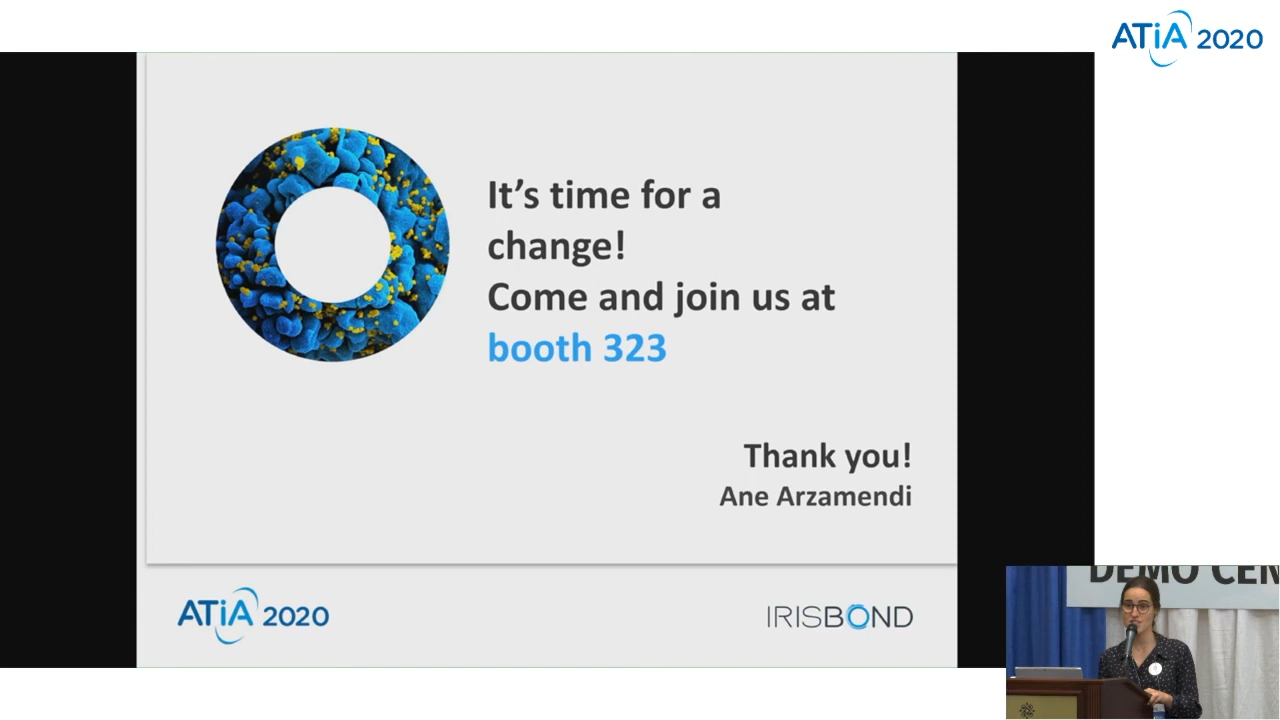 ATiA 2020
It's time for a
change!
Come and join us at
booth 323
Thank you!
Ane Arzamendi
ATiA 2020
IRISBOND
DEMO CEN